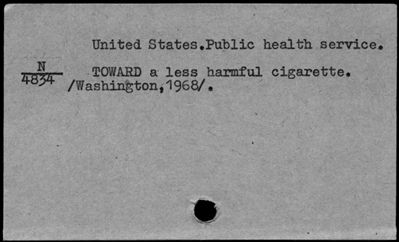 United States.Public health service.
N
4834
TOWARD a less harmful cigarette.
/Washington,1968/.